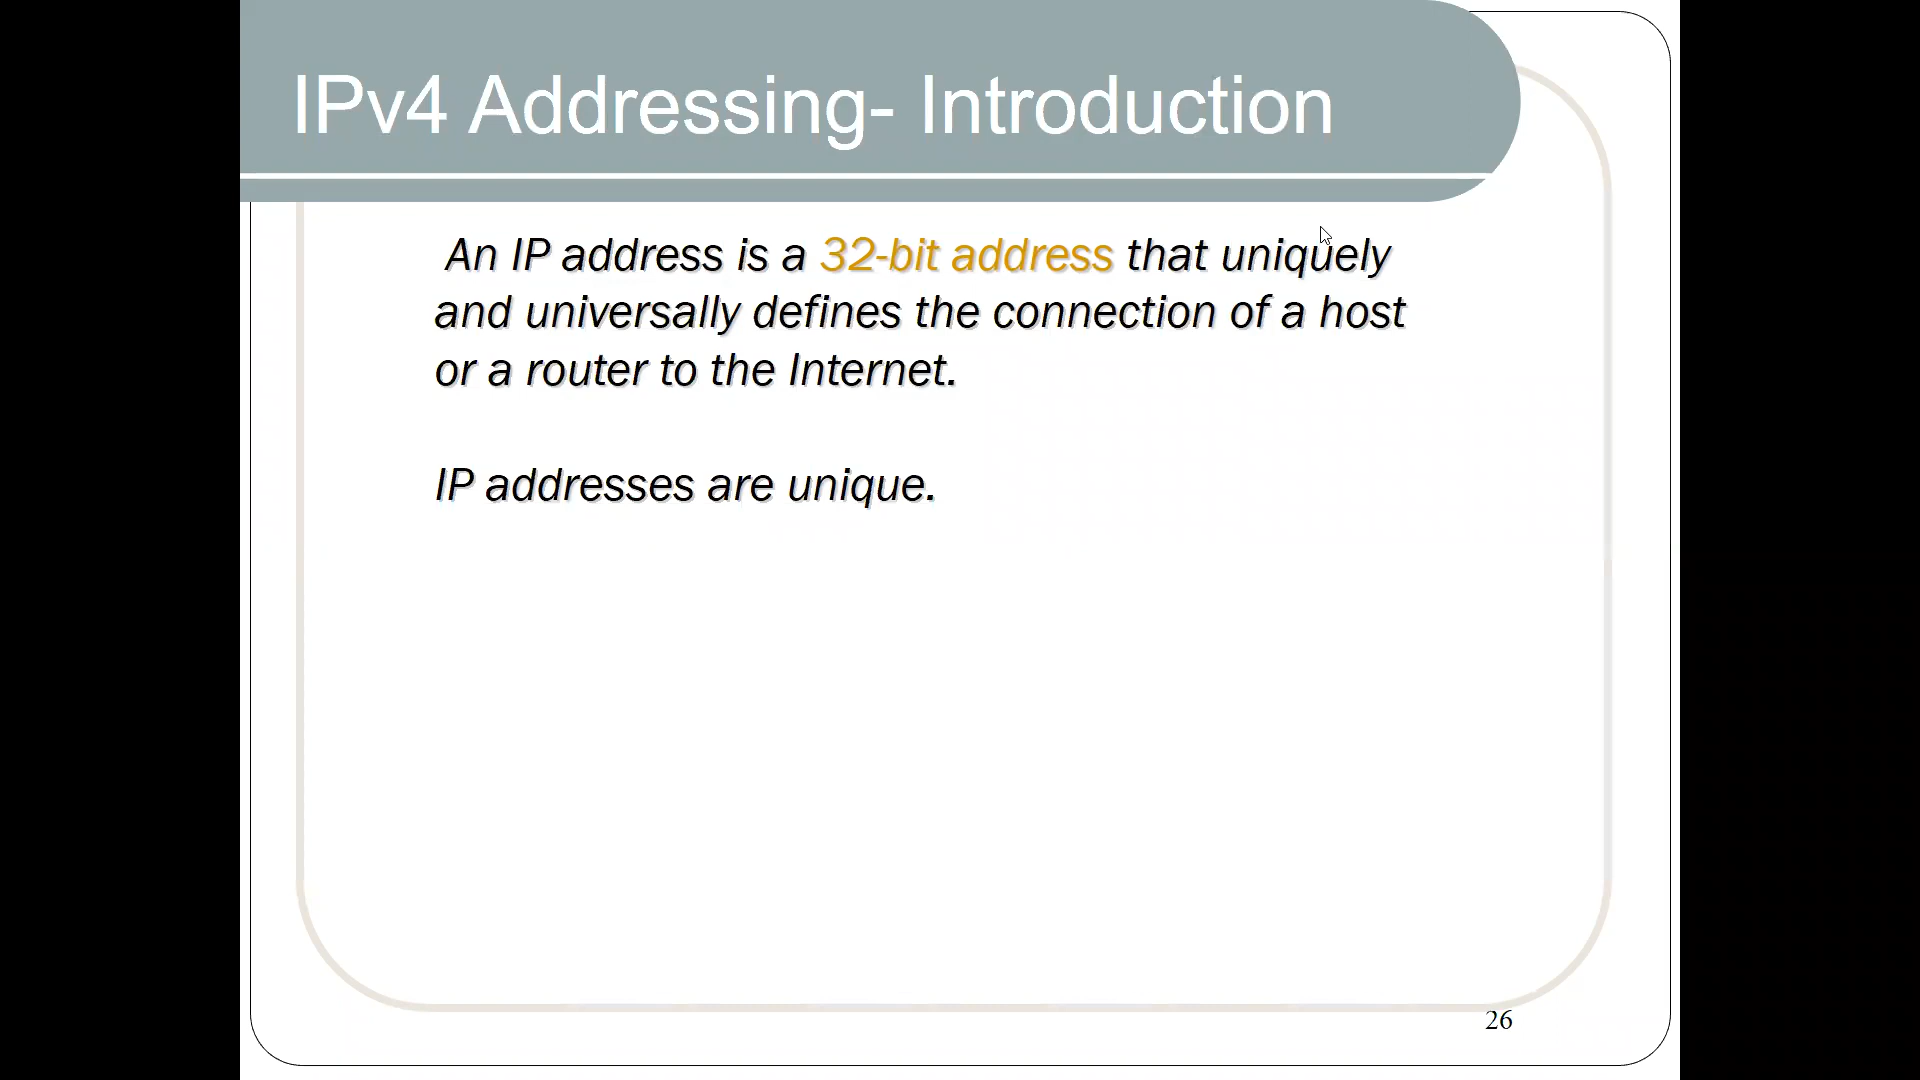 IPv4 Addressing- Introduction
An IP address is a 32-bit address that uniquely
and universally defines the connection of a host
or a router to the Internet.
IP addresses are unique.
26